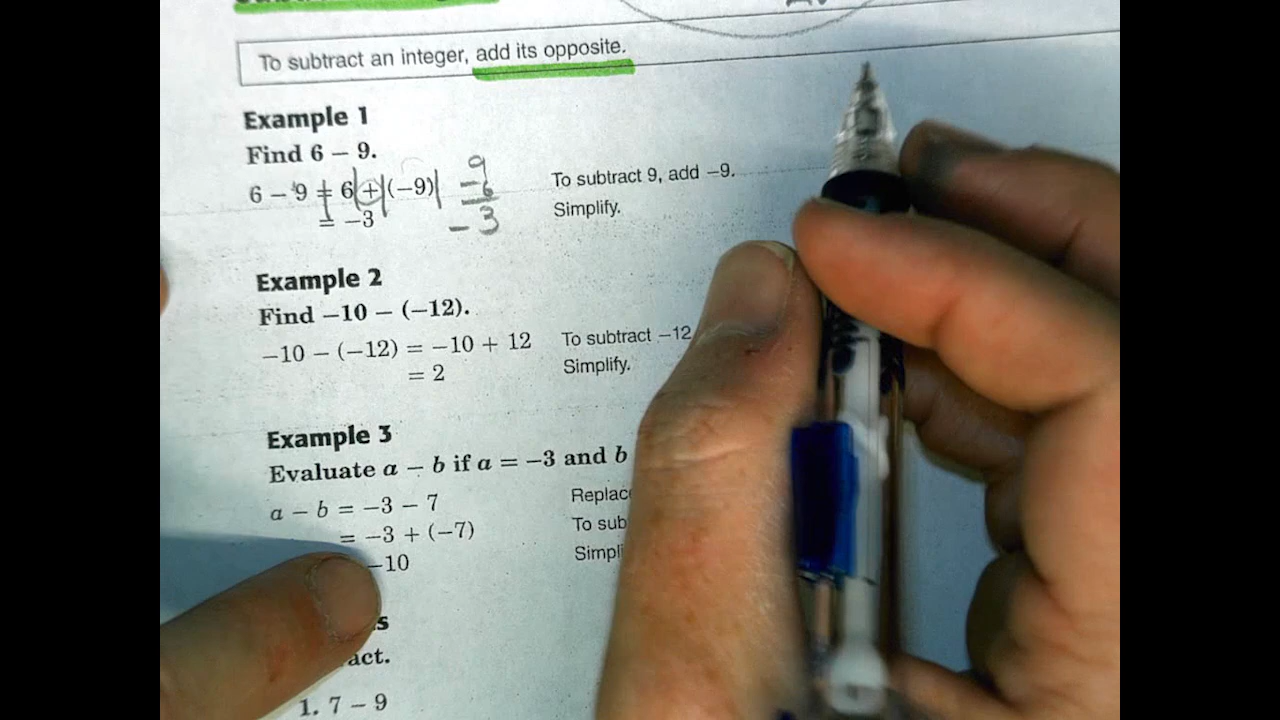 To subtract an integer, add its opposite.
Example 1
Find 6 − 9.
6 − 9 = 6 + (−9)
To subtract 9, add −9.
= −3
Simplify.
9
−6
−3
Example 2
Find −10 − (−12).
−10 − (−12) = −10 + 12
To subtract −12
= 2
Simplify.
Example 3
Evaluate a − b if a = −3 and b
a − b = −3 − 7
Replac
= −3 + (−7)
To sub
−10
Simpli
s
act.
1. 7 − 9